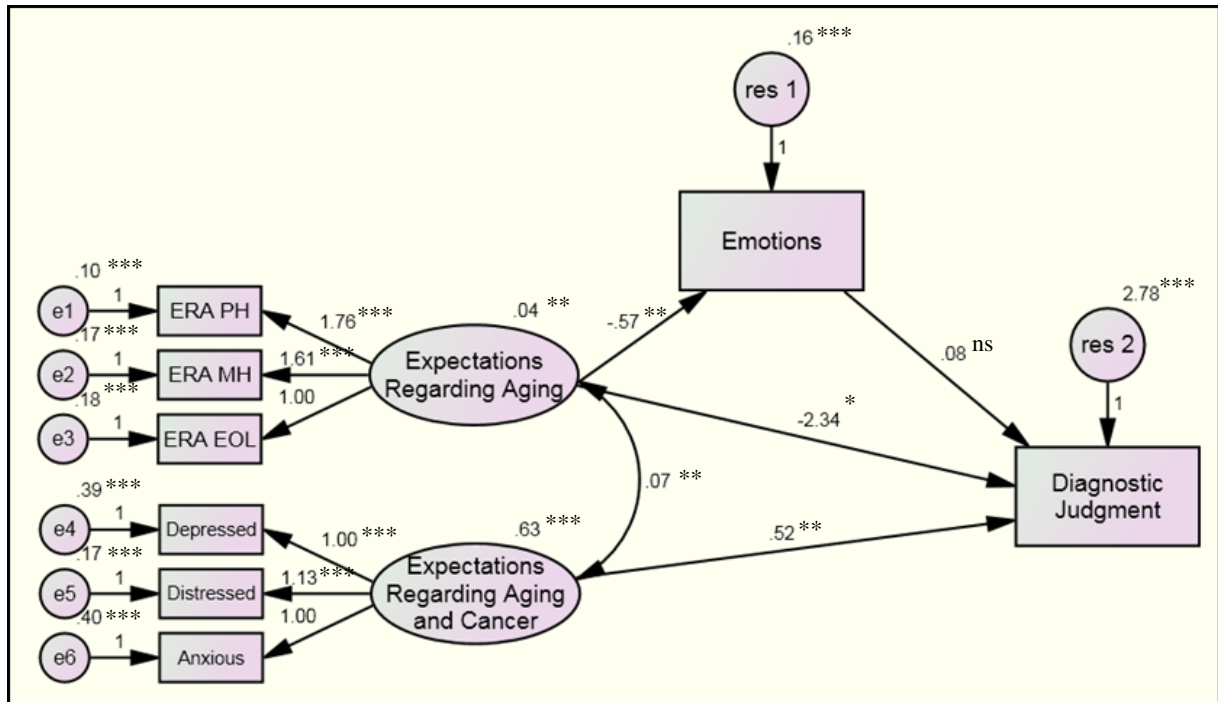 .16 ***
res 1
1
Emotions
2.78 ***
res 2
1
.10 ***
e1
1
ERA PH
.17 ***
e2
1
ERA MH
.18 ***
e3
1
ERA EOL
1.76 ***
1.61 ***
1.00
.04 **
Expectations
Regarding Aging
-.57 **
.08 ns
-2.34 *
.07 **
Diagnostic
Judgment
.39 ***
e4
1
Depressed
.17 ***
e5
1
Distressed
.40 ***
e6
1
Anxious
1.00 ***
1.13 ***
1.00
.63 ***
Expectations
Regarding Aging
and Cancer
.52 **